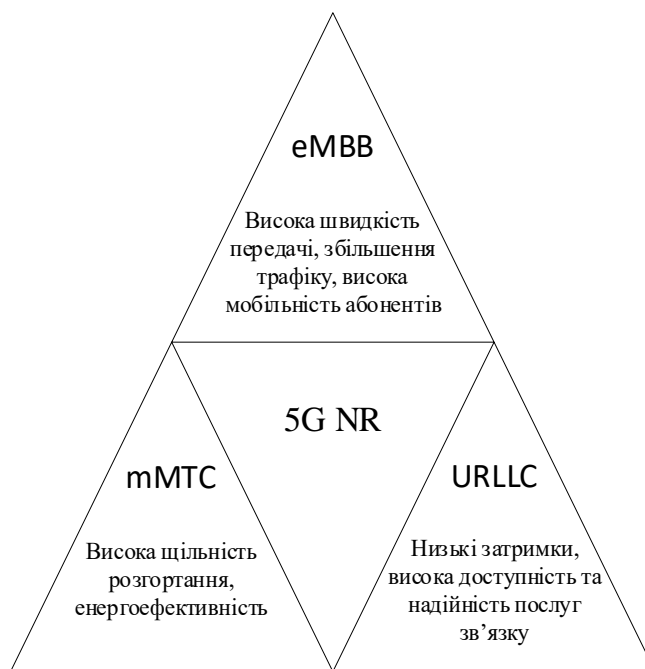 eMBB
Висока швидкість
передачі, збільшення
трафіку, висока
мобільність абонентів
5G NR
mMTC
Висока щільність
розгортання,
енергоефективність
URLLC
Низькі затримки,
висока доступність та
надійність послуг
зв’язку